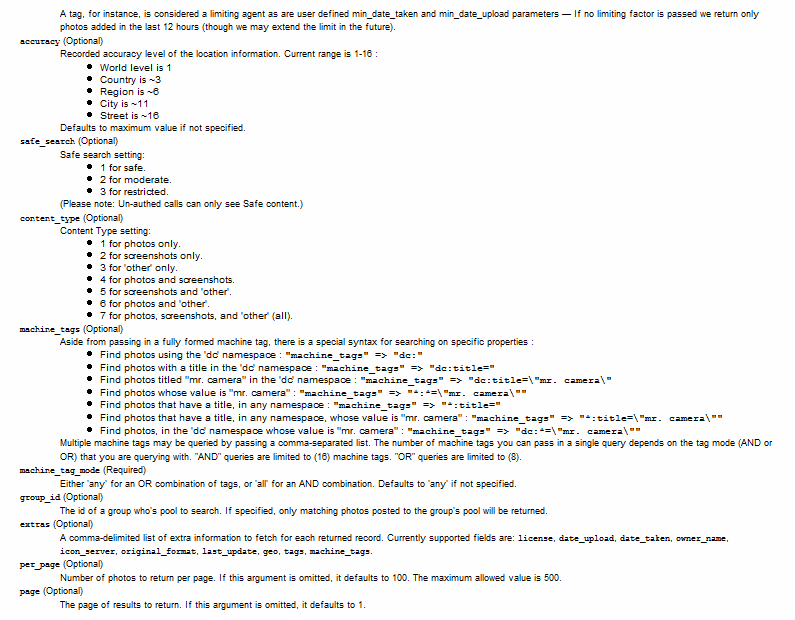 A tag, for instance, is considered a limiting agent as are user defined min_date_taken and min_date_upload parameters — If no limiting factor is passed we return only
photos added in the last 12 hours (though we may extend the limit in the future).
accuracy (Optional)
Recorded accuracy level of the location information. Current range is 1-16 :
● World level is 1
● Country is ~3
● Region is ~6
● City is ~11
● Street is ~16
Defaults to maximum value if not specified.
safe_search (Optional)
Safe search setting:
● 1 for safe.
● 2 for moderate.
● 3 for restricted.
(Please note: Un-authed calls can only see Safe content.)
content_type (Optional)
Content Type setting:
● 1 for photos only.
● 2 for screenshots only.
● 3 for 'other' only.
● 4 for photos and screenshots.
● 5 for screenshots and 'other'.
● 6 for photos and 'other'.
● 7 for photos, screenshots, and 'other' (all).
machine_tags (Optional)
Aside from passing in a fully formed machine tag, there is a special syntax for searching on specific properties :
● Find photos using the 'dc' namespace : "machine_tags" => "dc:"
● Find photos with a title in the 'dc' namespace : "machine_tags" => "dc:title="
● Find photos titled "mr. camera" in the 'dc' namespace : "machine_tags" => "dc:title=\"mr. camera\"
● Find photos whose value is "mr. camera" : "machine_tags" => "*:*=\"mr. camera\""
● Find photos that have a title, in any namespace : "machine_tags" => "*:title="
● Find photos that have a title, in any namespace, whose value is "mr. camera" : "machine_tags" => "*:title=\"mr. camera\""
● Find photos, in the 'dc' namespace whose value is "mr. camera" : "machine_tags" => "dc:*=\"mr. camera\""
Multiple machine tags may be queried by passing a comma-separated list. The number of machine tags you can pass in a single query depends on the tag mode (AND or
OR) that you are querying with. "AND" queries are limited to (16) machine tags. "OR" queries are limited to (8).
machine_tag_mode (Required)
Either 'any' for an OR combination of tags, or 'all' for an AND combination. Defaults to 'any' if not specified.
group_id (Optional)
The id of a group who's pool to search. If specified, only matching photos posted to the group's pool will be returned.
extras (Optional)
A comma-delimited list of extra information to fetch for each returned record. Currently supported fields are: license, date_upload, date_taken, owner_name,
icon_server, original_format, last_update, geo, tags, machine_tags.
per_page (Optional)
Number of photos to return per page. If this argument is omitted, it defaults to 100. The maximum allowed value is 500.
page (Optional)
The page of results to return. If this argument is omitted, it defaults to 1.